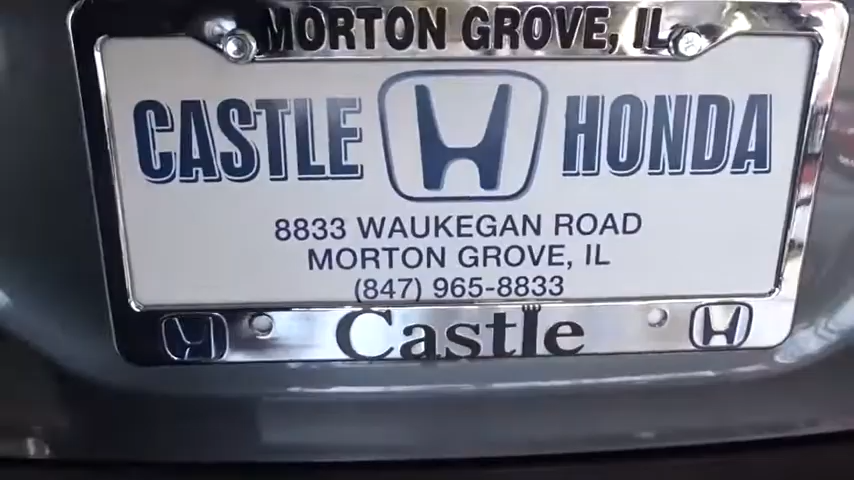 MORTON GROVE, IL
CASTLE HONDA
8833 WAUKEGAN ROAD
MORTON GROVE, IL
(847) 965-8833
Castle